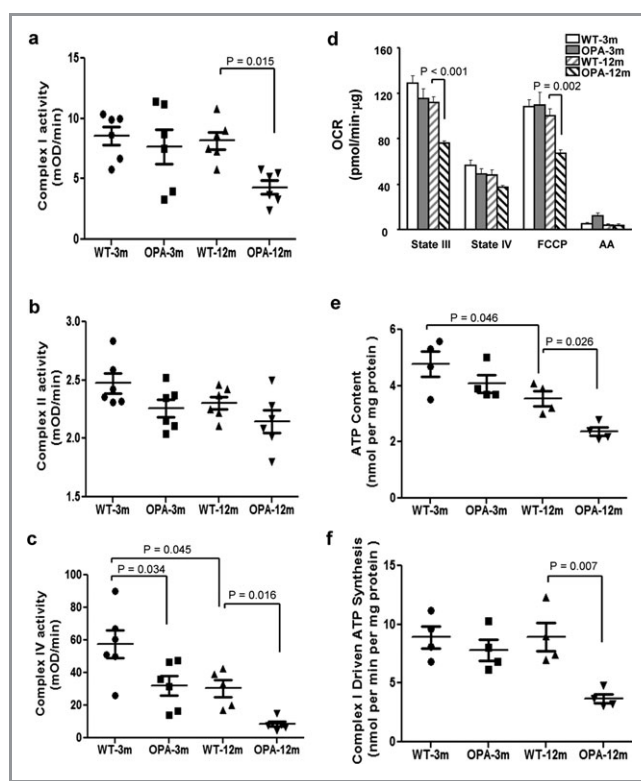 a
Complex I activity
(mOD/min)
P = 0.015
15
10
5
0
WT-3m OPA-3m WT-12m OPA-12m
b
Complex II activity
(mOD/min)
3.0
2.5
2.0
1.5
WT-3m OPA-3m WT-12m OPA-12m
c
Complex IV activity
(mOD/min)
P = 0.045
P = 0.034
P = 0.016
100
80
60
40
20
0
WT-3m OPA-3m WT-12m OPA-12m
d
OCR
(pmol/min·µg)
WT-3m
OPA-3m
WT-12m
OPA-12m
P < 0.001
P = 0.002
160
120
80
40
0
State III State IV FCCP AA
e
ATP Content
(nmol per mg protein)
P = 0.046
P = 0.026
6
4
2
0
WT-3m OPA-3m WT-12m OPA-12m
f
Complex I Driven ATP Synthesis
(nmol per min per mg protein)
P = 0.007
15
10
5
0
WT-3m OPA-3m WT-12m OPA-12m